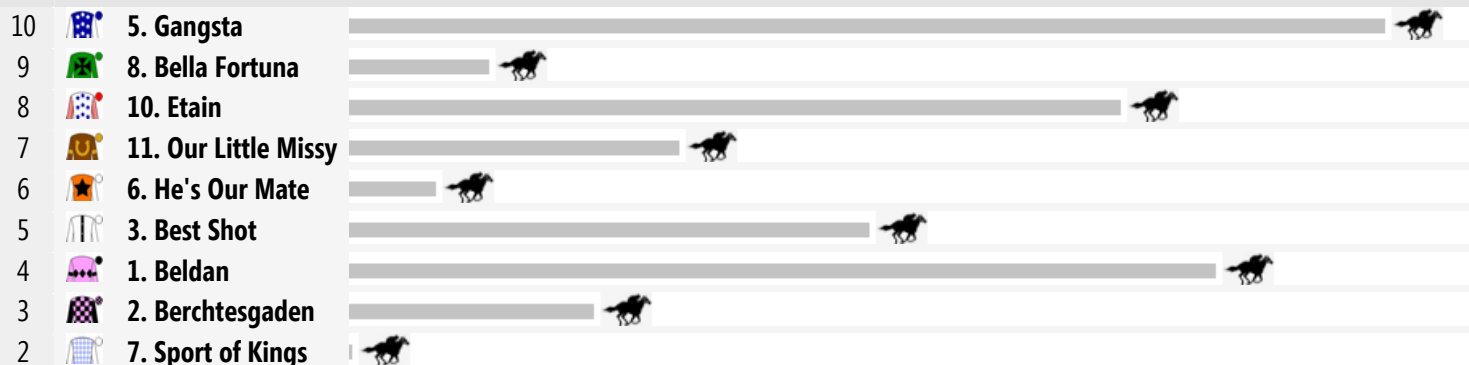 10 5. Gangsta
9 8. Bella Fortuna
8 10. Etain
7 11. Our Little Missy
6 6. He's Our Mate
5 3. Best Shot
4 1. Beldan
3 2. Berchtesgaden
2 7. Sport of Kings